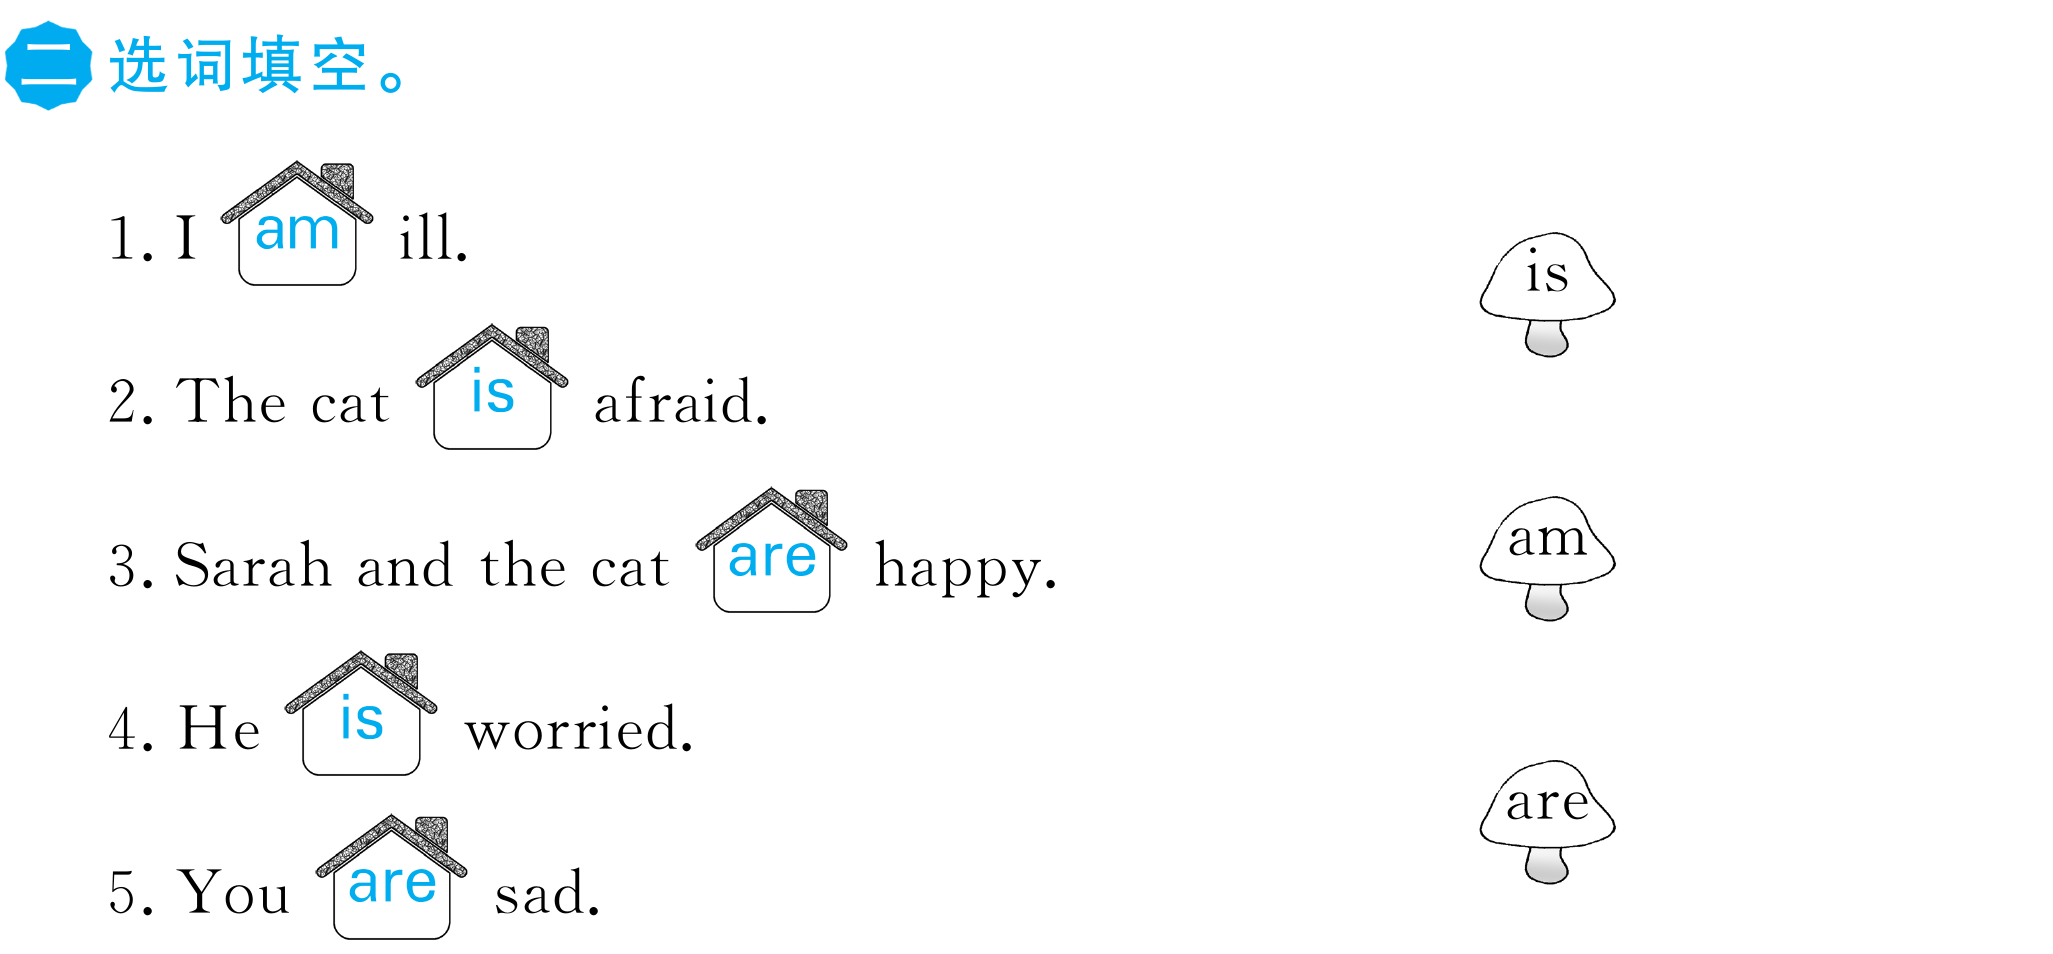 二 选词填空。
1. I am ill.
is
2. The cat is afraid.
3. Sarah and the cat are happy.
am
4. He is worried.
are
5. You are sad.